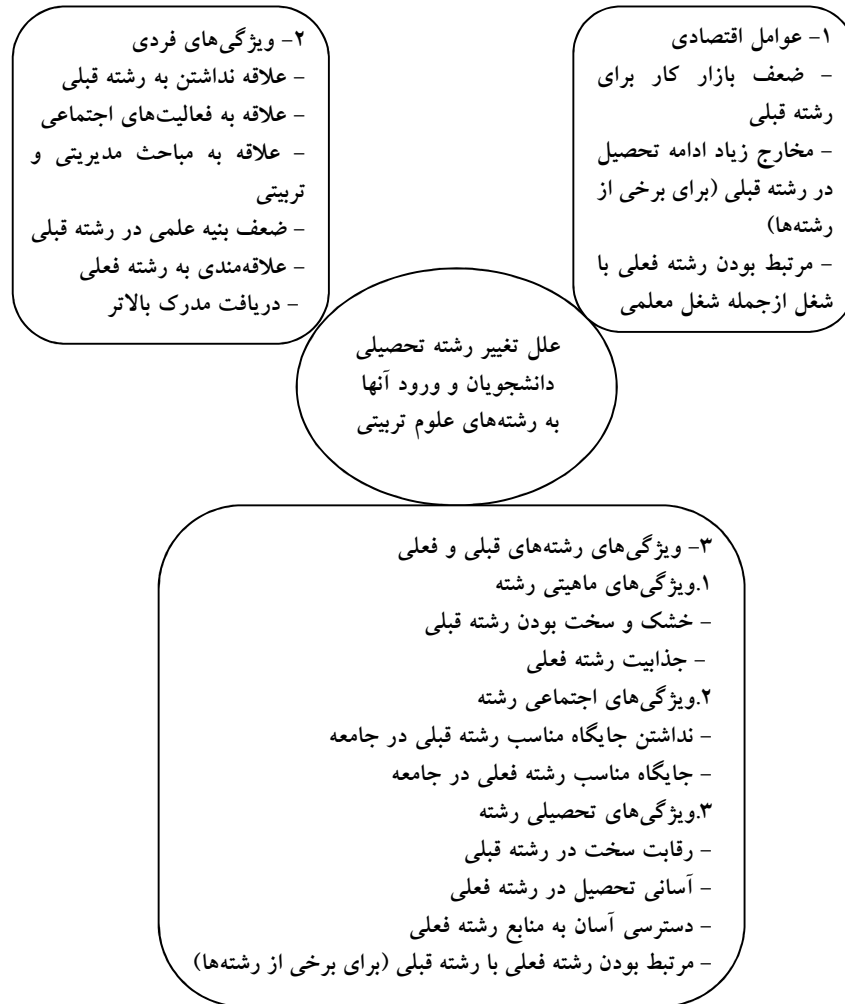 ۱- عوامل اقتصادی
- ضعف بازار کار برای
رشته قبلی
- مخارج زیاد ادامه تحصیل
در رشته قبلی (برای برخی از
رشته‌ها)
- مرتبط بودن رشته فعلی با
شغل ازجمله شغل معلمی
۲- ویژگی‌های فردی
- علاقه نداشتن به رشته قبلی
- علاقه به فعالیت‌های اجتماعی
- علاقه به مباحث مدیریتی و
تربیتی
- ضعف بنیه علمی در رشته قبلی
- علاقه‌مندی به رشته فعلی
- دریافت مدرک بالاتر
علل تغییر رشته تحصیلی
دانشجویان و ورود آنها
به رشته‌های علوم تربیتی
۳- ویژگی‌های رشته‌های قبلی و فعلی
۱.ویژگی‌های ماهیتی رشته
- خشک و سخت بودن رشته قبلی
- جذابیت رشته فعلی
۲.ویژگی‌های اجتماعی رشته
- نداشتن جایگاه مناسب رشته قبلی در جامعه
- جایگاه مناسب رشته فعلی در جامعه
۳.ویژگی‌های تحصیلی رشته
- رقابت سخت در رشته قبلی
- آسانی تحصیل در رشته فعلی
- دسترسی آسان به منابع رشته فعلی
- مرتبط بودن رشته فعلی با رشته قبلی (برای برخی از رشته‌ها)